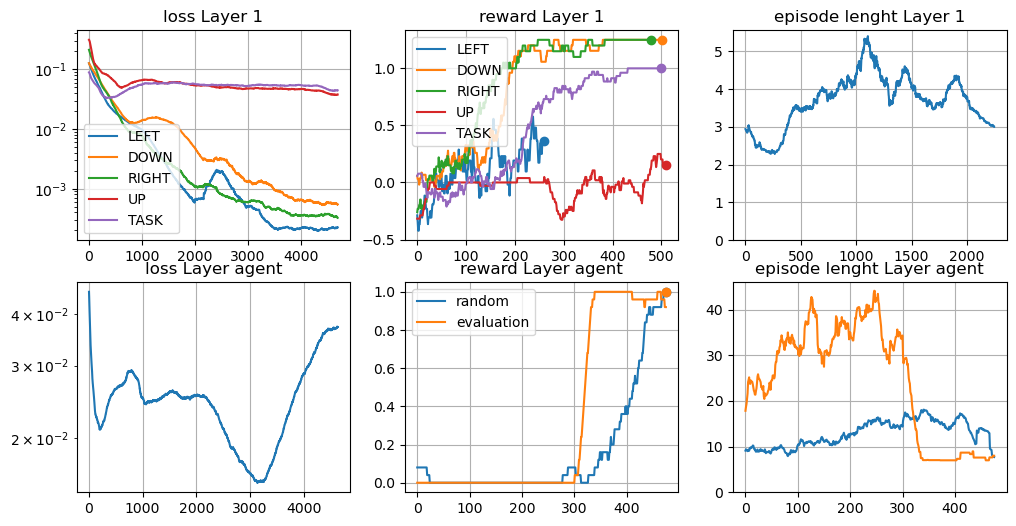 loss Layer 1
10⁻¹
10⁻²
10⁻³
LEFT
DOWN
RIGHT
UP
TASK
0 1000 2000 3000 4000
reward Layer 1
1.0
0.5
0.0
−0.5
LEFT
DOWN
RIGHT
UP
TASK
0 100 200 300 400 500
episode lenght Layer 1
5
4
3
2
1
0
0 500 1000 1500 2000
loss Layer agent
4 × 10⁻²
3 × 10⁻²
2 × 10⁻²
0 1000 2000 3000 4000
reward Layer agent
1.0
0.8
0.6
0.4
0.2
0.0
random
evaluation
0 100 200 300 400
episode lenght Layer agent
40
30
20
10
0
0 100 200 300 400